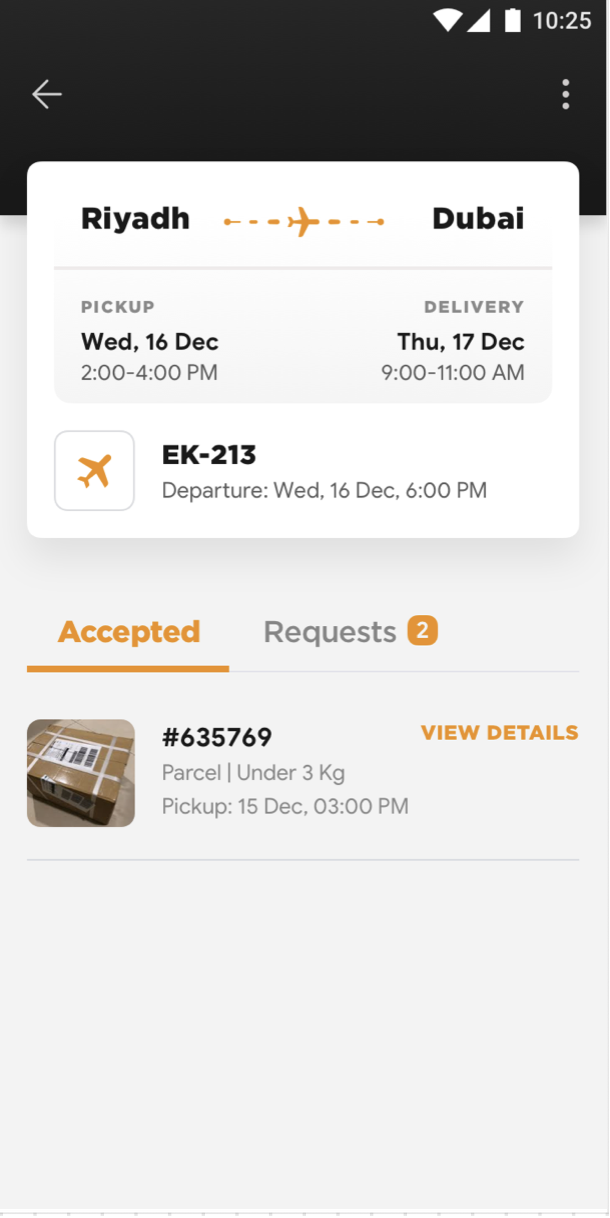 10:25
Riyadh Dubai
PICKUP DELIVERY
Wed, 16 Dec Thu, 17 Dec
2:00-4:00 PM 9:00-11:00 AM
EK-213
Departure: Wed, 16 Dec, 6:00 PM
Accepted Requests 2
#635769 VIEW DETAILS
Parcel | Under 3 Kg
Pickup: 15 Dec, 03:00 PM